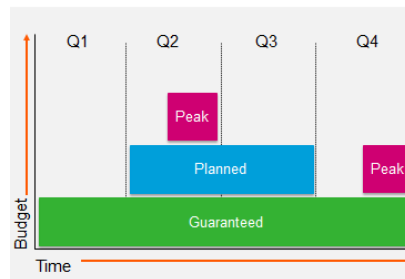 Q1 Q2 Q3 Q4
Peak
Planned Peak
Guaranteed
Budget
Time